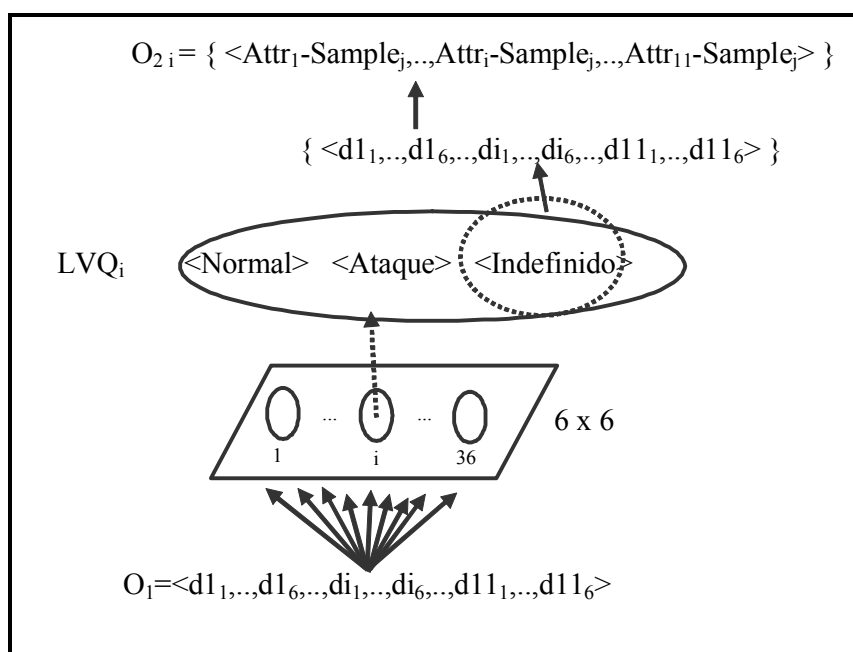 O₂ ᵢ = { <Attr₁-Sampleⱼ,..,Attrᵢ-Sampleⱼ,..,Attr₁₁-Sampleⱼ> }
{ <d1₁,..,d1₆,..,di₁,..,di₆,..,d11₁,..,d11₆> }
LVQᵢ <Normal> <Ataque> <Indefinido>
... ... 6 x 6
1 i 36
O₁=<d1₁,..,d1₆,..,di₁,..,di₆,..,d11₁,..,d11₆>